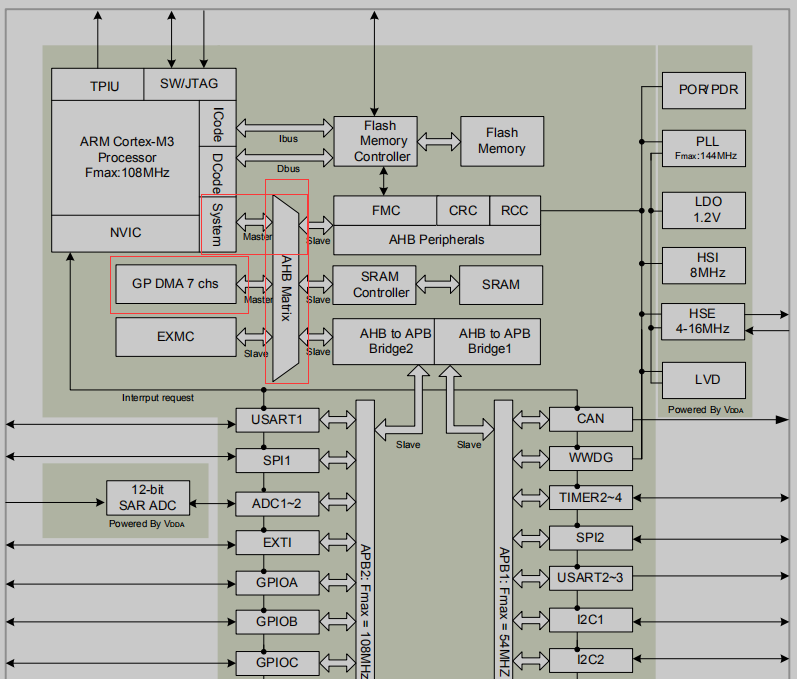 TPIU
SW/JTAG
ARM Cortex-M3
Processor
Fmax:108MHz
ICode
DCode
System
NVIC
Ibus
Dbus
Flash
Memory
Controller
Flash
Memory
FMC
CRC
RCC
AHB Peripherals
Master
Slave
GP DMA 7 chs
Master
AHB Matrix
Slave
SRAM
Controller
SRAM
EXMC
Slave
Slave
AHB to APB
Bridge2
AHB to APB
Bridge1
POR/PDR
PLL
Fmax:144MHz
LDO
1.2V
HSI
8MHz
HSE
4-16MHz
LVD
Powered By VDDA
Interrput request
Slave
Slave
USART1
SPI1
12-bit
SAR ADC
Powered By VDDA
ADC1~2
EXTI
GPIOA
GPIOB
GPIOC
APB2: Fmax = 108MHz
APB1: Fmax = 54MHZ
CAN
WWDG
TIMER2~4
SPI2
USART2~3
I2C1
I2C2